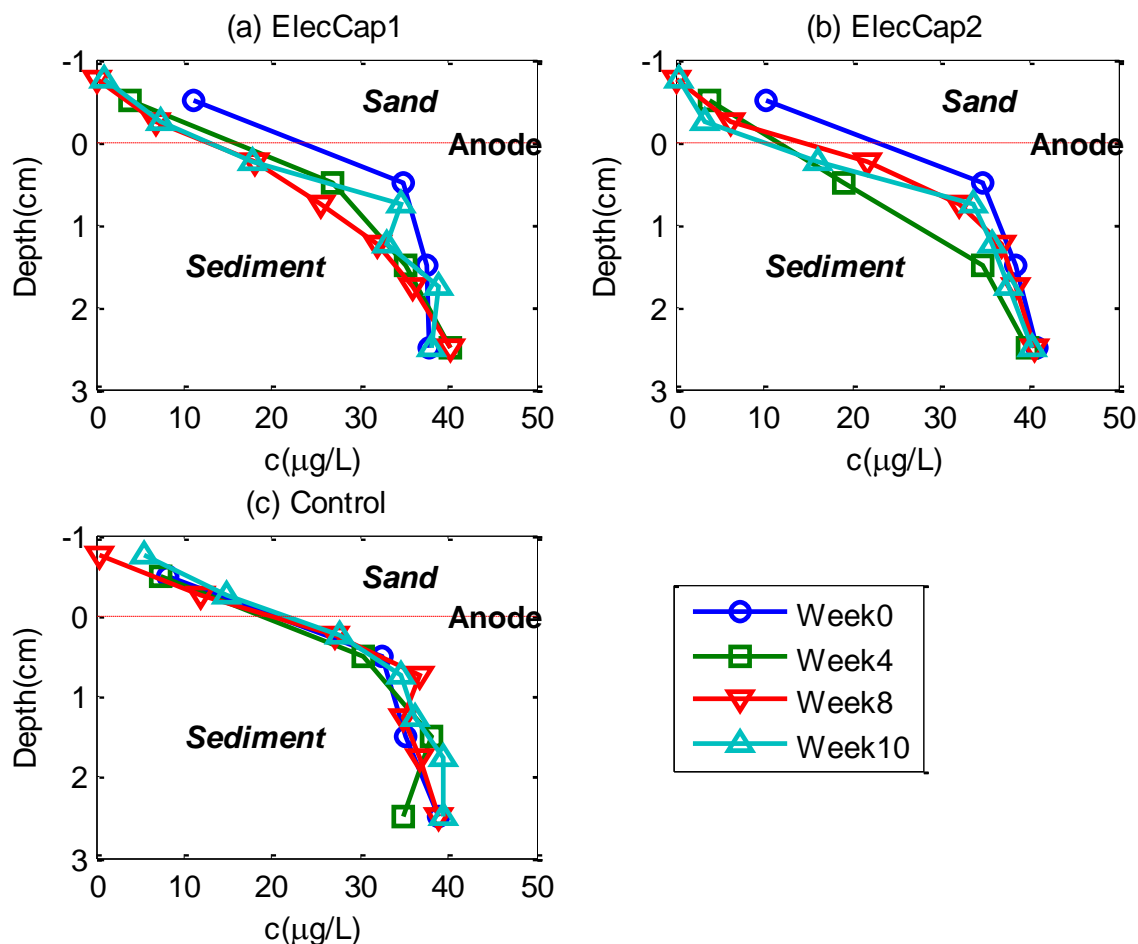 (a) ElecCap1
-1
0
1
2
3
Depth(cm)
Sand
Anode
Sediment
0 10 20 30 40 50
c(μg/L)
(b) ElecCap2
-1
0
1
2
3
Depth(cm)
Sand
Anode
Sediment
0 10 20 30 40 50
c(μg/L)
(c) Control
-1
0
1
2
3
Depth(cm)
Sand
Anode
Sediment
0 10 20 30 40 50
c(μg/L)
Week0
Week4
Week8
Week10